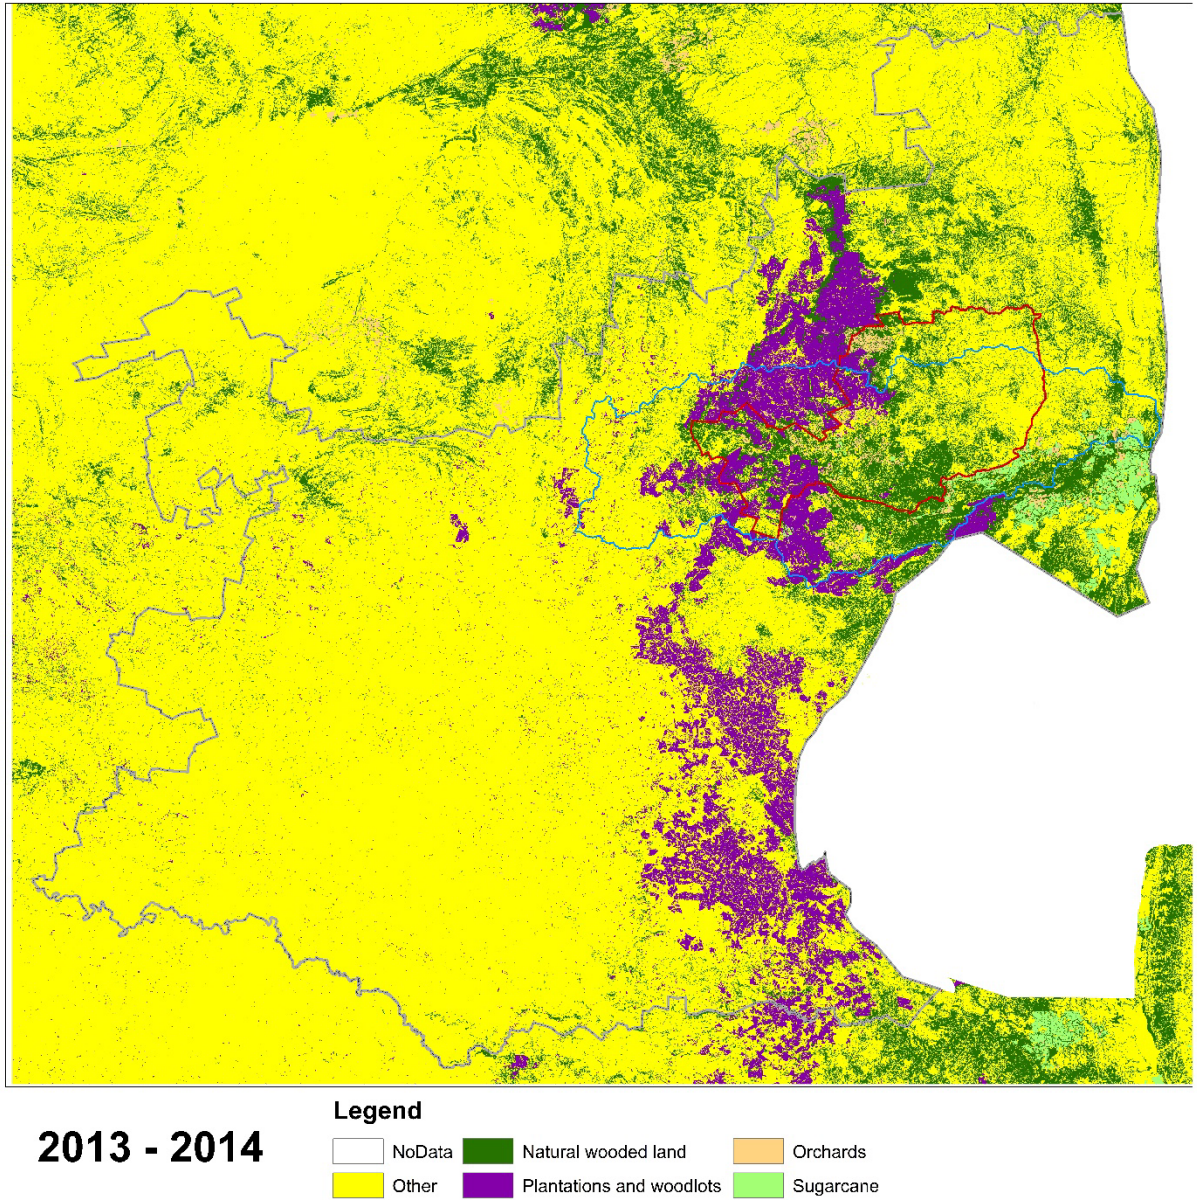 Legend
2013 - 2014
NoData Natural wooded land Orchards
Other Plantations and woodlots Sugarcane